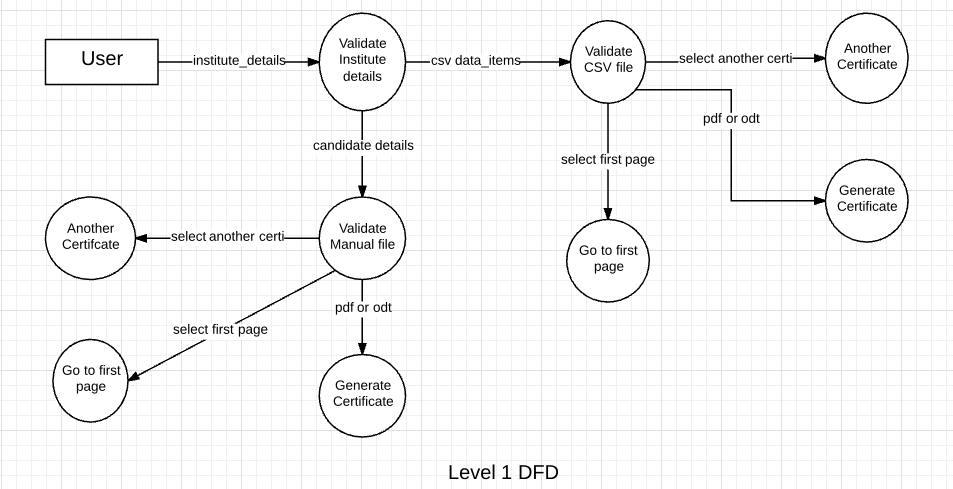 User
institute_details
Validate
Institute
details
csv data_items
Validate
CSV file
select another certi
Another
Certificate
pdf or odt
candidate details
select first page
Generate
Certificate
Another
Certifcate
select another certi
Validate
Manual file
Go to first
page
pdf or odt
select first page
Go to first
page
Generate
Certificate
Level 1 DFD